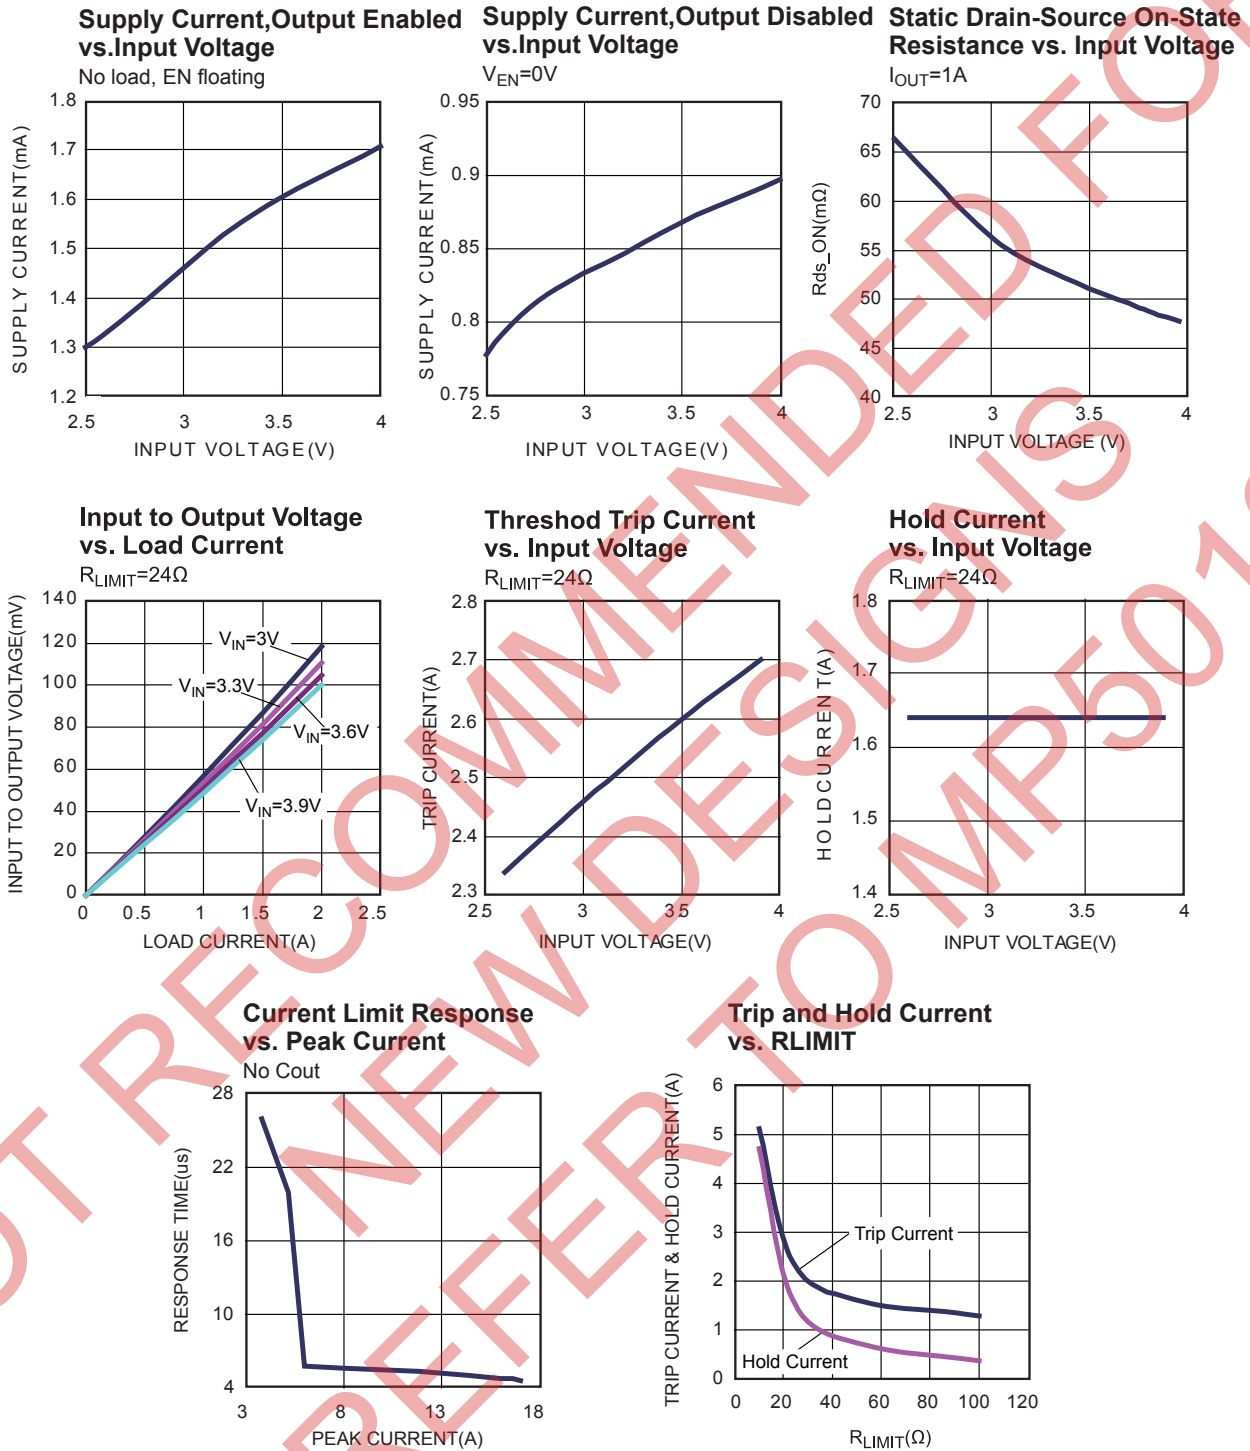 Supply Current,Output Enabled
vs.Input Voltage
No load, EN floating
SUPPLY CURRENT(mA)
1.8
1.7
1.6
1.5
1.4
1.3
1.2
2.5 3 3.5 4
INPUT VOLTAGE(V)
Supply Current,Output Disabled
vs.Input Voltage
VEN=0V
SUPPLY CURRENT(mA)
0.95
0.9
0.85
0.8
0.75
2.5 3 3.5 4
INPUT VOLTAGE(V)
Static Drain-Source On-State
Resistance vs. Input Voltage
IOUT=1A
Rds_ON(mΩ)
70
65
60
55
50
45
40
2.5 3 3.5 4
INPUT VOLTAGE (V)
Input to Output Voltage
vs. Load Current
RLIMIT=24Ω
INPUT TO OUTPUT VOLTAGE(mV)
140
120
100
80
60
40
20
0
VIN=3V
VIN=3.3V
VIN=3.6V
VIN=3.9V
0 0.5 1 1.5 2 2.5
LOAD CURRENT(A)
Threshod Trip Current
vs. Input Voltage
RLIMIT=24Ω
TRIP CURRENT(A)
2.8
2.7
2.6
2.5
2.4
2.3
2 5 3 3 5 4
INPUT VOLTAGE(V)
Hold Current
vs. Input Voltage
RLIMIT=24Ω
HOLDCURREN T(A)
1.8
1.7
1.6
1.5
1.4
2.5 3 3.5 4
INPUT VOLTAGE(V)
Current Limit Response
vs. Peak Current
No Cout
RESPONSE TIME(us)
28
22
16
10
4
3 8 13 18
PEAK CURRENT(A)
Trip and Hold Current
vs. RLIMIT
TRIP CURRENT & HOLD CURRENT(A)
6
5
4
3
2
1
0
Trip Current
Hold Current
0 20 40 60 80 100 120
RLIMIT(Ω)
RECOMMENDED FOR
NEW DESIGNS
REFER TO